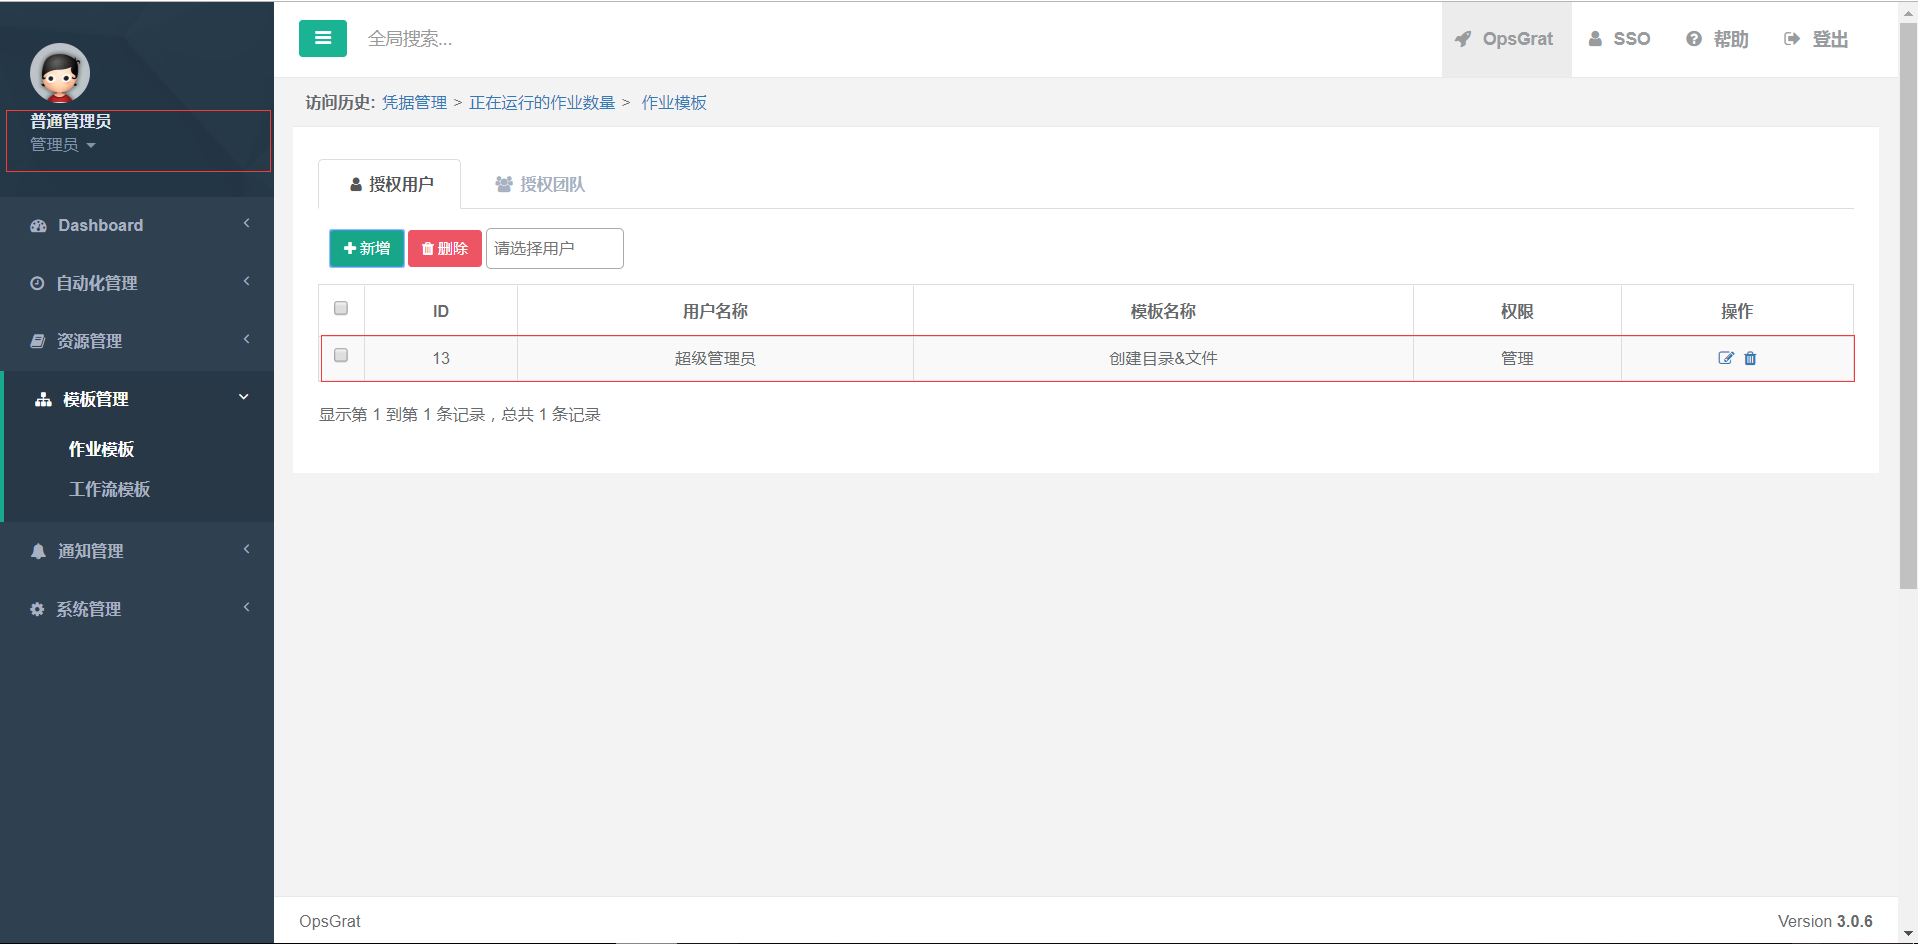 普通管理员
管理员
Dashboard
自动化管理
资源管理
模板管理
作业模板
工作流模板
通知管理
系统管理
全局搜索...
OpsGrat
SSO
帮助
登出
访问历史: 凭据管理 > 正在运行的作业数量 > 作业模板
授权用户
授权团队
新增
删除
请选择用户
ID 用户名称 模板名称 权限 操作
13 超级管理员 创建目录&文件 管理
显示第 1 到第 1 条记录，总共 1 条记录
OpsGrat
Version 3.0.6